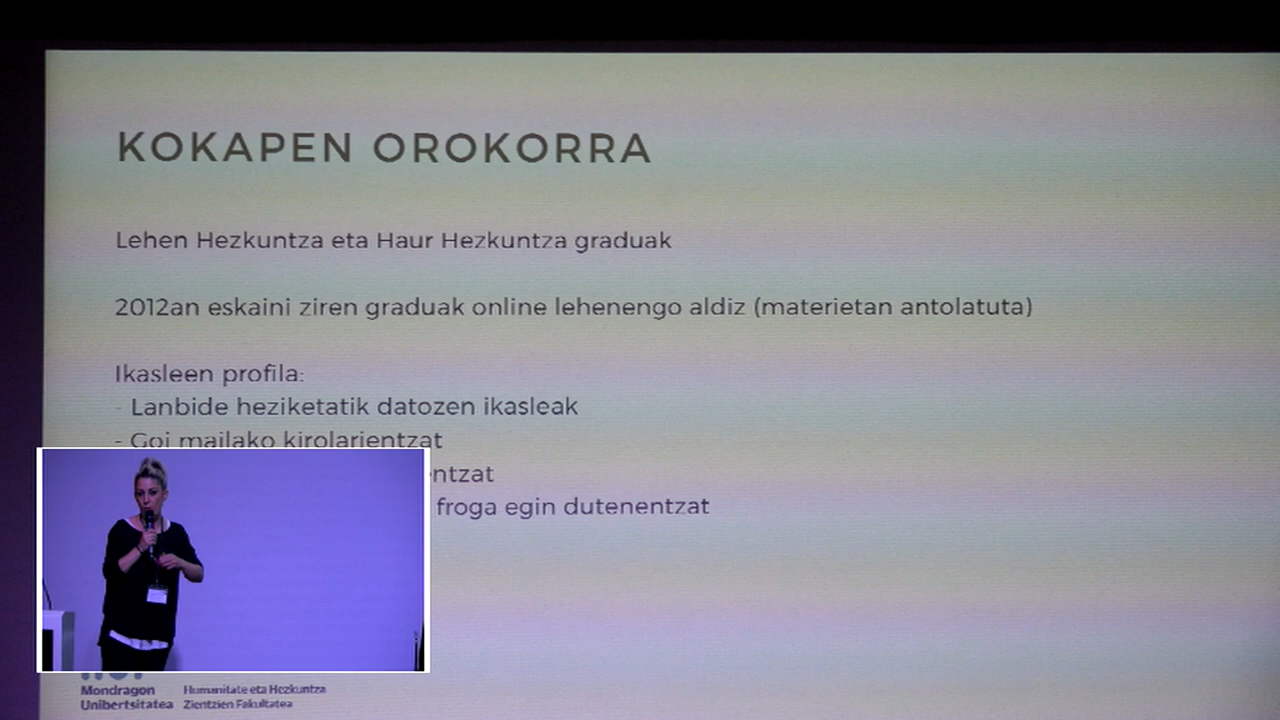 KOKAPEN OROKORRA
Lehen Hezkuntza eta Haur Hezkuntza graduak
2012an eskaini ziren graduak online lehenengo aldiz (materietan antolatuta)
Ikasleen profila:
- Lanbide heziketatik datozen ikasleak
- Goi mailako kirolarientzat
entzat
froga egin dutenentzat
Mondragon
Unibertsitatea
Humanitate eta Hezkuntza
Zientzien Fakultatea